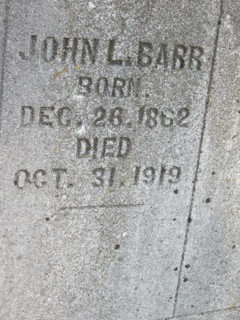 JOHN L. BARR
BORN.
DEC. 26. 1862
DIED
OCT. 31. 1919